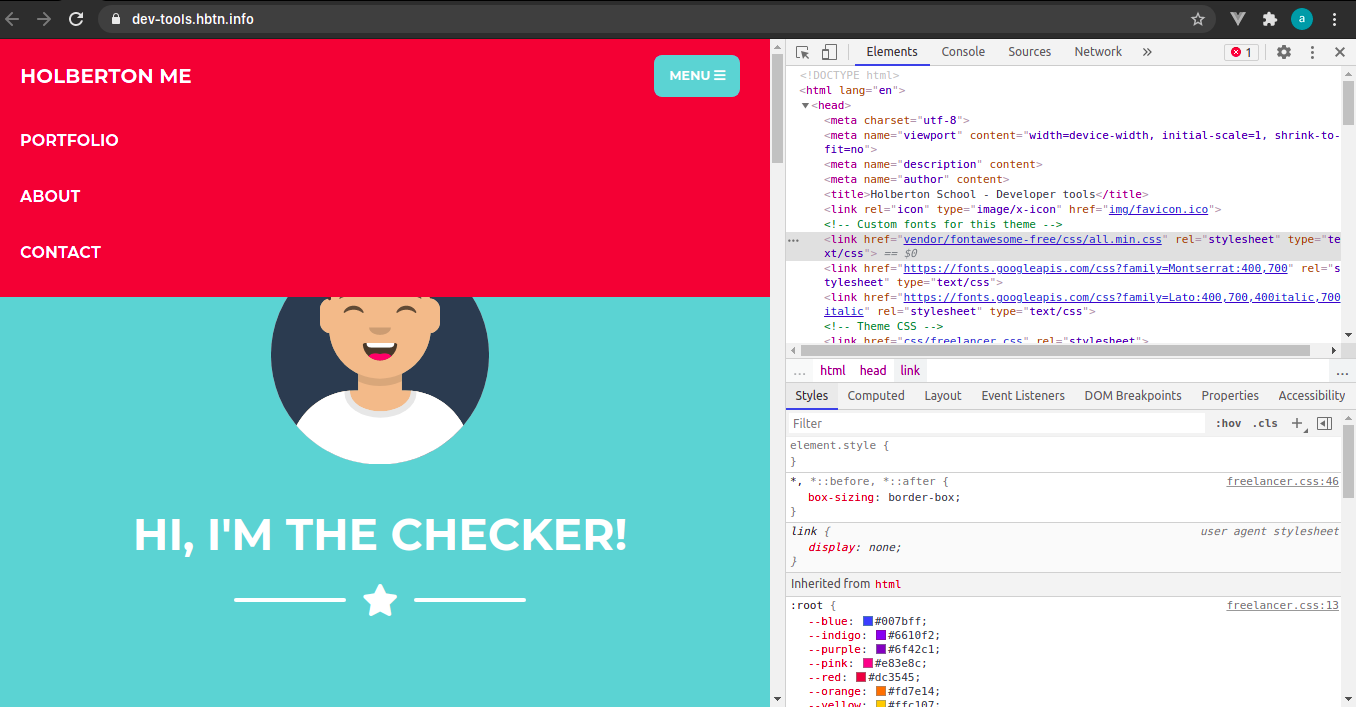 dev-tools.hbtn.info
a
HOLBERTON ME
MENU
PORTFOLIO
ABOUT
CONTACT
HI, I'M THE CHECKER!
Elements Console Sources Network » 1
<!DOCTYPE html>
<html lang="en">
<head>
<meta charset="utf-8">
<meta name="viewport" content="width=device-width, initial-scale=1, shrink-to-
fit=no">
<meta name="description" content>
<meta name="author" content>
<title>Holberton School - Developer tools</title>
<link rel="icon" type="image/x-icon" href="img/favicon.ico">
<!-- Custom fonts for this theme -->
... <link href="vendor/fontawesome-free/css/all.min.css" rel="stylesheet" type="te
xt/css"> == $0
<link href="https://fonts.googleapis.com/css?family=Montserrat:400,700" rel="s
tylesheet" type="text/css">
<link href="https://fonts.googleapis.com/css?family=Lato:400,700,400italic,700
italic" rel="stylesheet" type="text/css">
<!-- Theme CSS -->
<link href="css/freelancer.css" rel="stylesheet">
... html head link ...
Styles Computed Layout Event Listeners DOM Breakpoints Properties Accessibility
Filter :hov .cls +
element.style {
}
*, *::before, *::after { freelancer.css:46
box-sizing: border-box;
}
link { user agent stylesheet
display: none;
}
Inherited from html
:root { freelancer.css:13
--blue: #007bff;
--indigo: #6610f2;
--purple: #6f42c1;
--pink: #e83e8c;
--red: #dc3545;
--orange: #fd7e14;
--yellow: #ffc107;